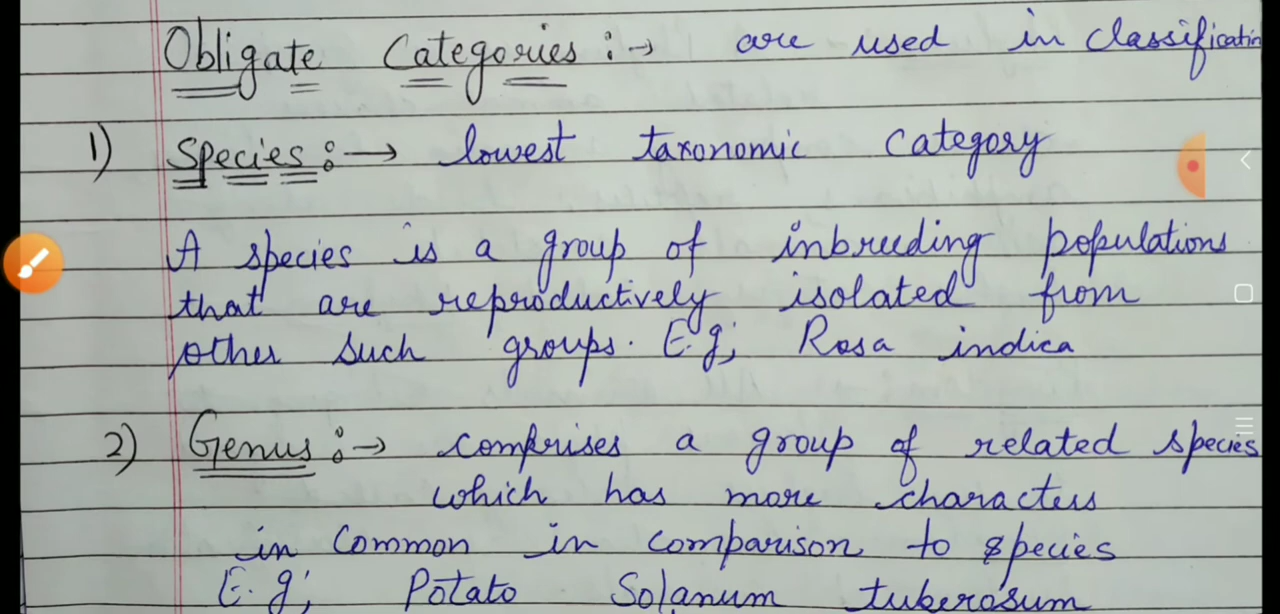 Obligate Categories :→ are used in classificatin
1) Species :→ lowest taxonomic category
A species is a group of inbreeding populations
that are reproductively isolated from
other such groups. E.g; Rosa indica
2) Genus :→ comprises a group of related species
which has more characters
in common in comparison to species
E.g; Potato Solanum tuberosum